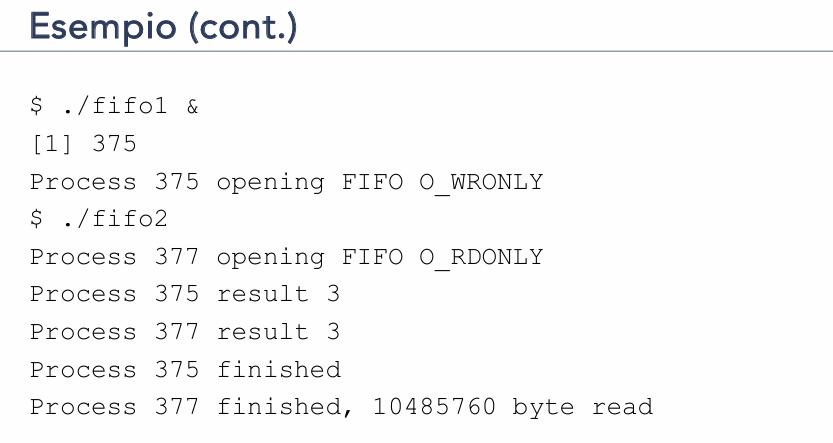 Esempio (cont.)
$ ./fifo1 &
[1] 375
Process 375 opening FIFO O_WRONLY
$ ./fifo2
Process 377 opening FIFO O_RDONLY
Process 375 result 3
Process 377 result 3
Process 375 finished
Process 377 finished, 10485760 byte read